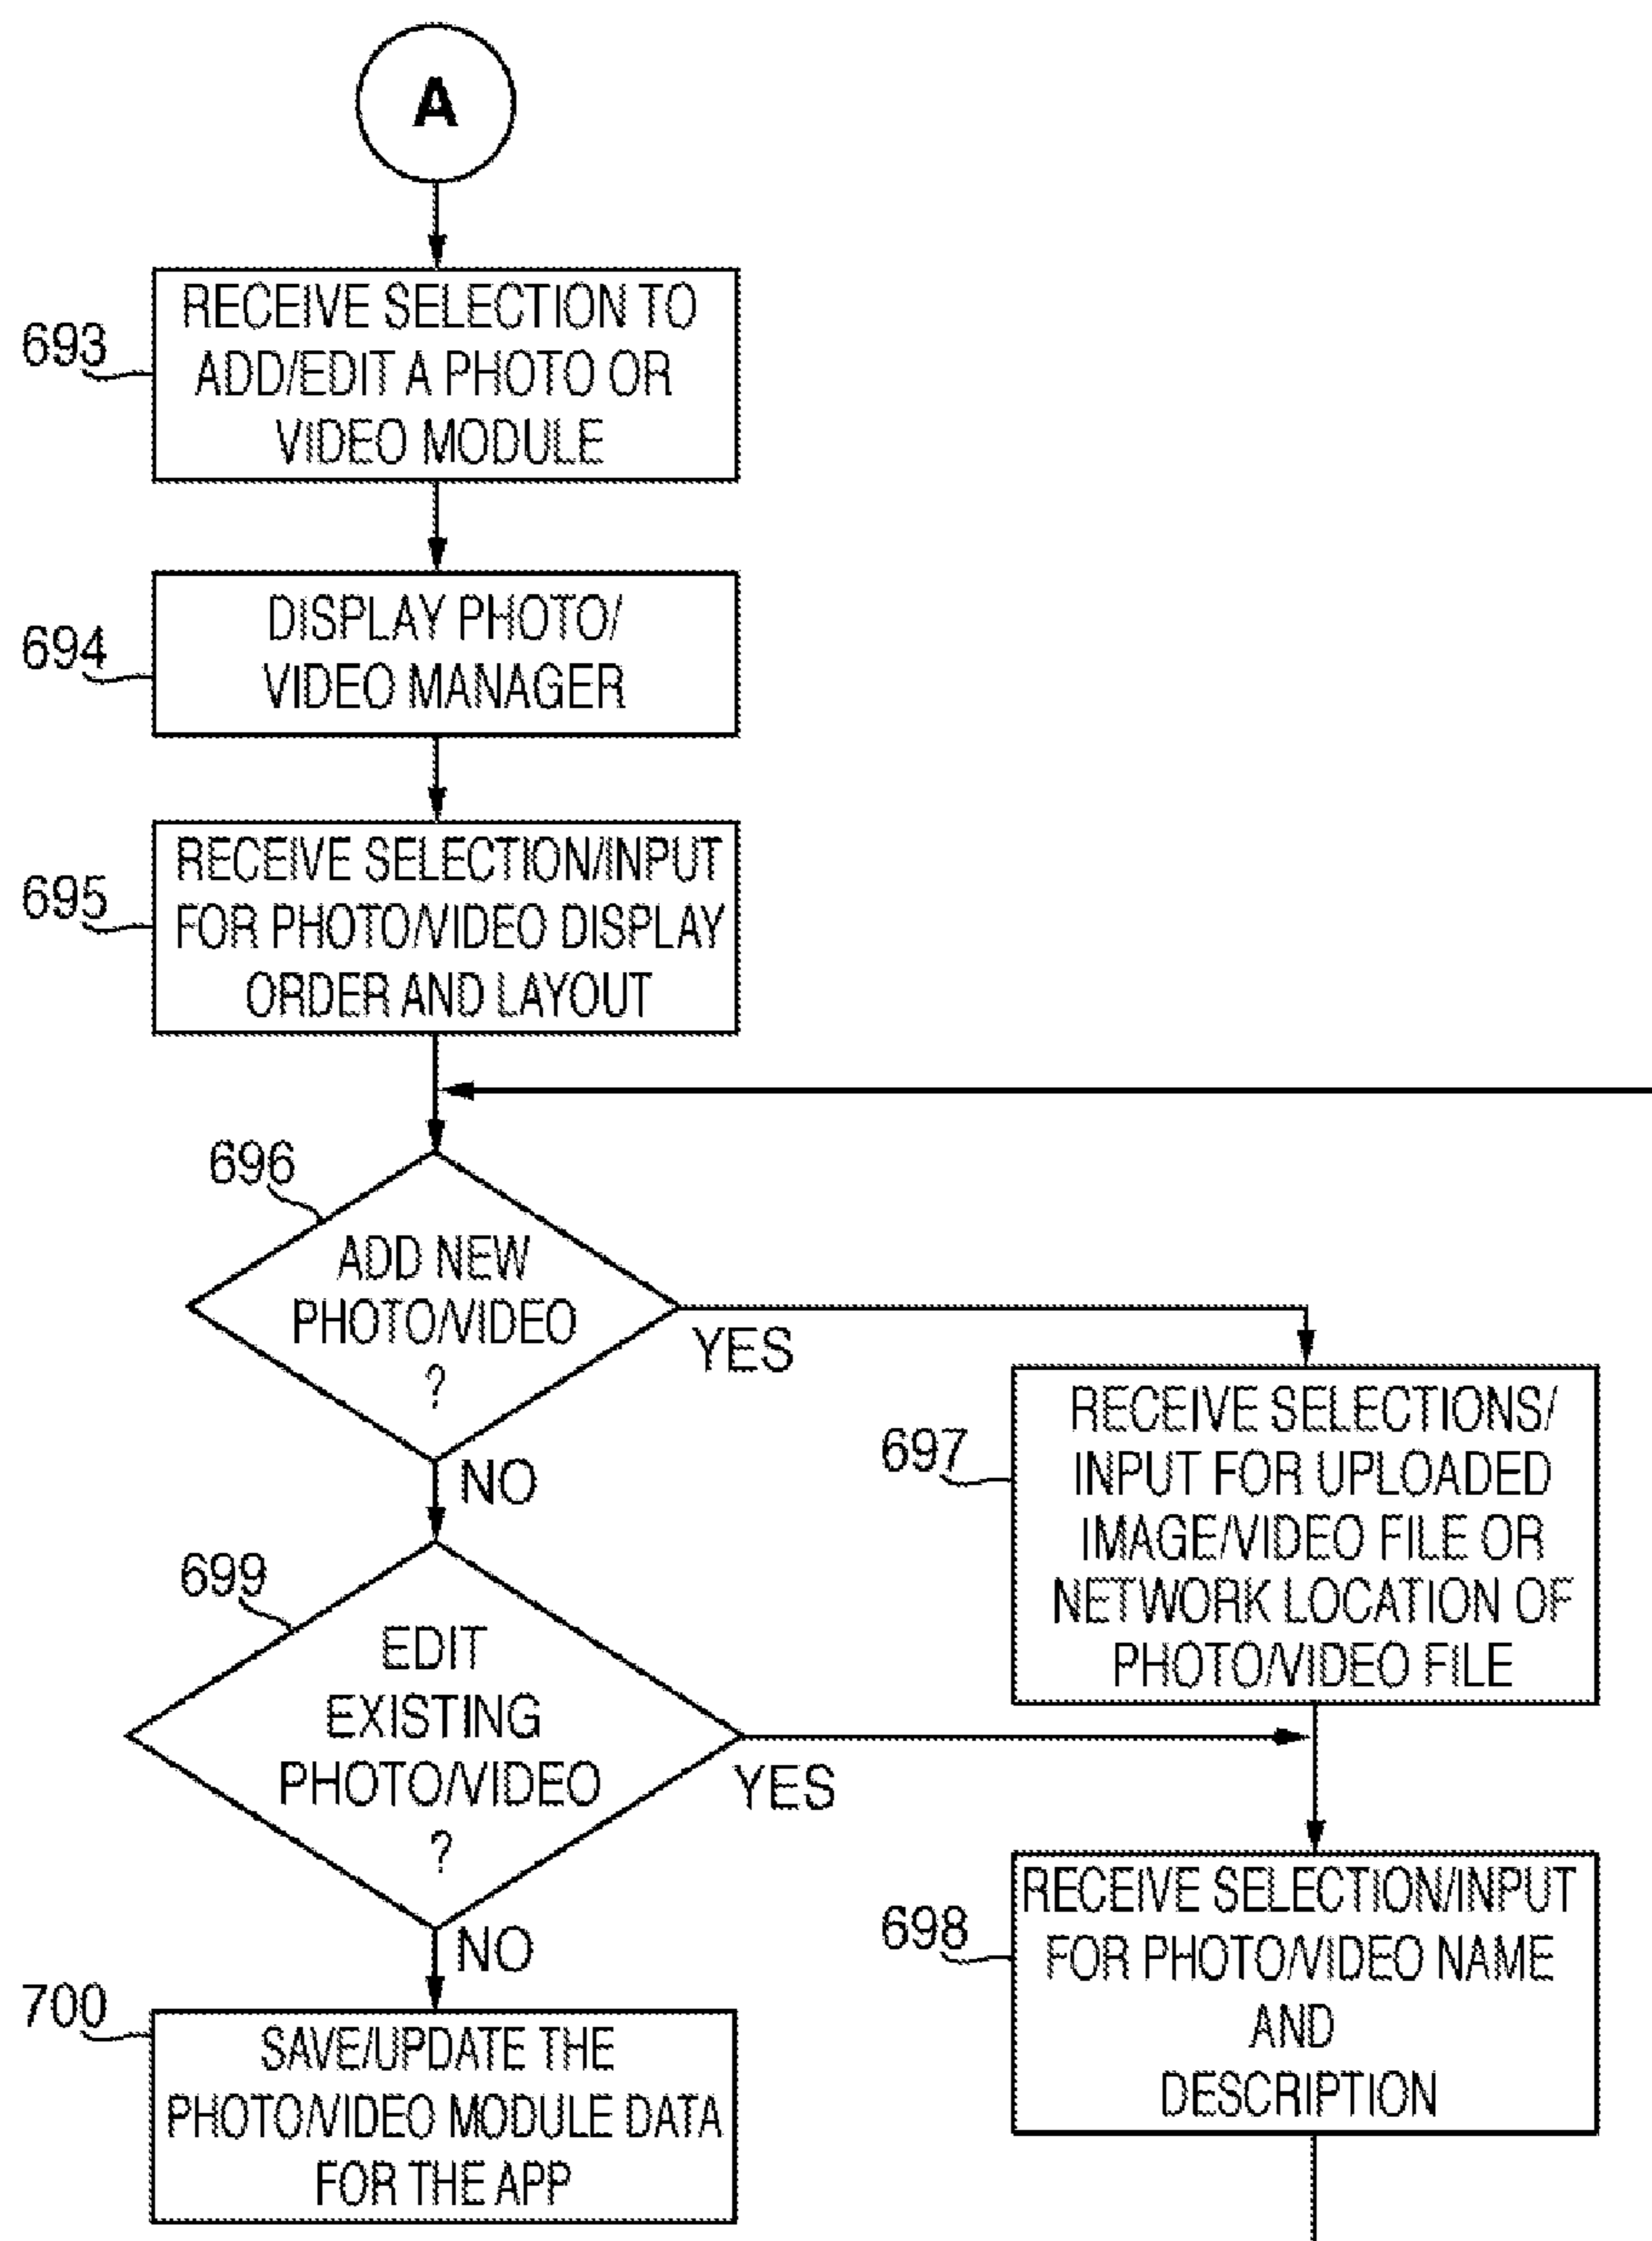 A
693
RECEIVE SELECTION TO
ADD/EDIT A PHOTO OR
VIDEO MODULE
694
DISPLAY PHOTO/
VIDEO MANAGER
695
RECEIVE SELECTION/INPUT
FOR PHOTO/VIDEO DISPLAY
ORDER AND LAYOUT
696
ADD NEW
PHOTO/VIDEO
?
YES
NO
697
RECEIVE SELECTIONS/
INPUT FOR UPLOADED
IMAGE/VIDEO FILE OR
NETWORK LOCATION OF
PHOTO/VIDEO FILE
699
EDIT
EXISTING
PHOTO/VIDEO
?
YES
NO
698
RECEIVE SELECTION/INPUT
FOR PHOTO/VIDEO NAME
AND
DESCRIPTION
700
SAVE/UPDATE THE
PHOTO/VIDEO MODULE DATA
FOR THE APP